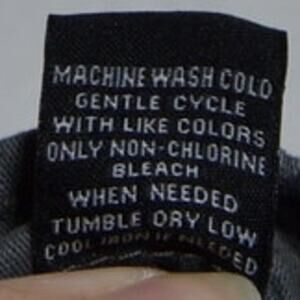 MACHINE WASH COLD
GENTLE CYCLE
WITH LIKE COLORS
ONLY NON-CHLORINE
BLEACH
WHEN NEEDED
TUMBLE DRY LOW
COOL IRON IF NEEDED